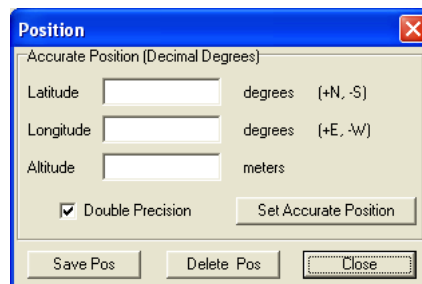 Position
Accurate Position (Decimal Degrees)
Latitude degrees (+N, -S)
Longitude degrees (+E, -W)
Altitude meters
Double Precision Set Accurate Position
Save Pos Delete Pos Close